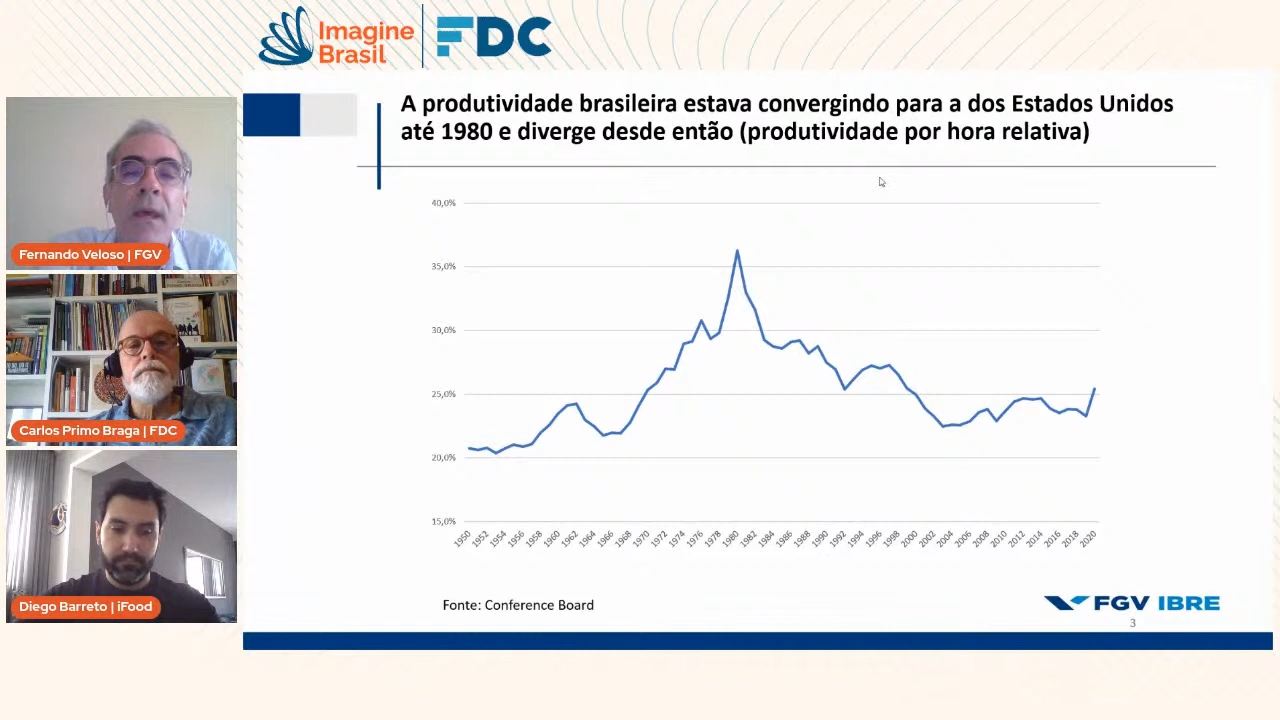 Imagine
Brasil
FDC
A produtividade brasileira estava convergindo para a dos Estados Unidos
até 1980 e diverge desde então (produtividade por hora relativa)
Fernando Veloso | FGV
Carlos Primo Braga | FDC
Diego Barreto | iFood
40,0%
35,0%
30,0%
25,0%
20,0%
15,0%
1950 1952 1954 1956 1958 1960 1962 1964 1966 1968 1970 1972 1974 1976 1978 1980 1982 1984 1986 1988 1990 1992 1994 1996 1998 2000 2002 2004 2006 2008 2010 2012 2014 2016 2018 2020
Fonte: Conference Board
FGV IBRE
3